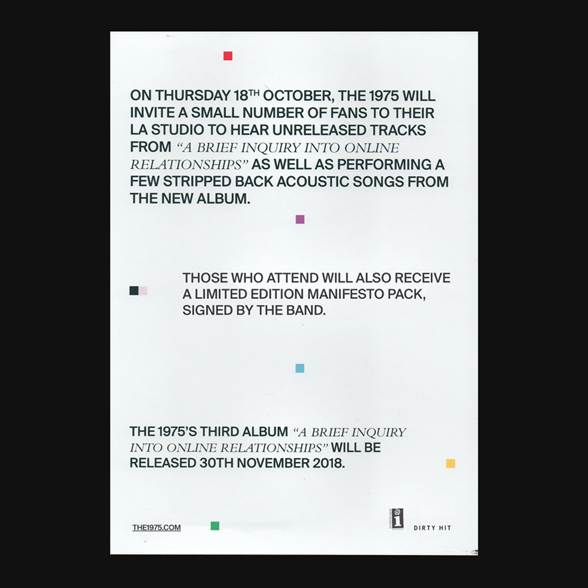 ON THURSDAY 18TH OCTOBER, THE 1975 WILL
INVITE A SMALL NUMBER OF FANS TO THEIR
LA STUDIO TO HEAR UNRELEASED TRACKS
FROM “A BRIEF INQUIRY INTO ONLINE
RELATIONSHIPS” AS WELL AS PERFORMING A
FEW STRIPPED BACK ACOUSTIC SONGS FROM
THE NEW ALBUM.
THOSE WHO ATTEND WILL ALSO RECEIVE
A LIMITED EDITION MANIFESTO PACK,
SIGNED BY THE BAND.
THE 1975’S THIRD ALBUM “A BRIEF INQUIRY
INTO ONLINE RELATIONSHIPS” WILL BE
RELEASED 30TH NOVEMBER 2018.
THE1975.COM
DIRTY HIT